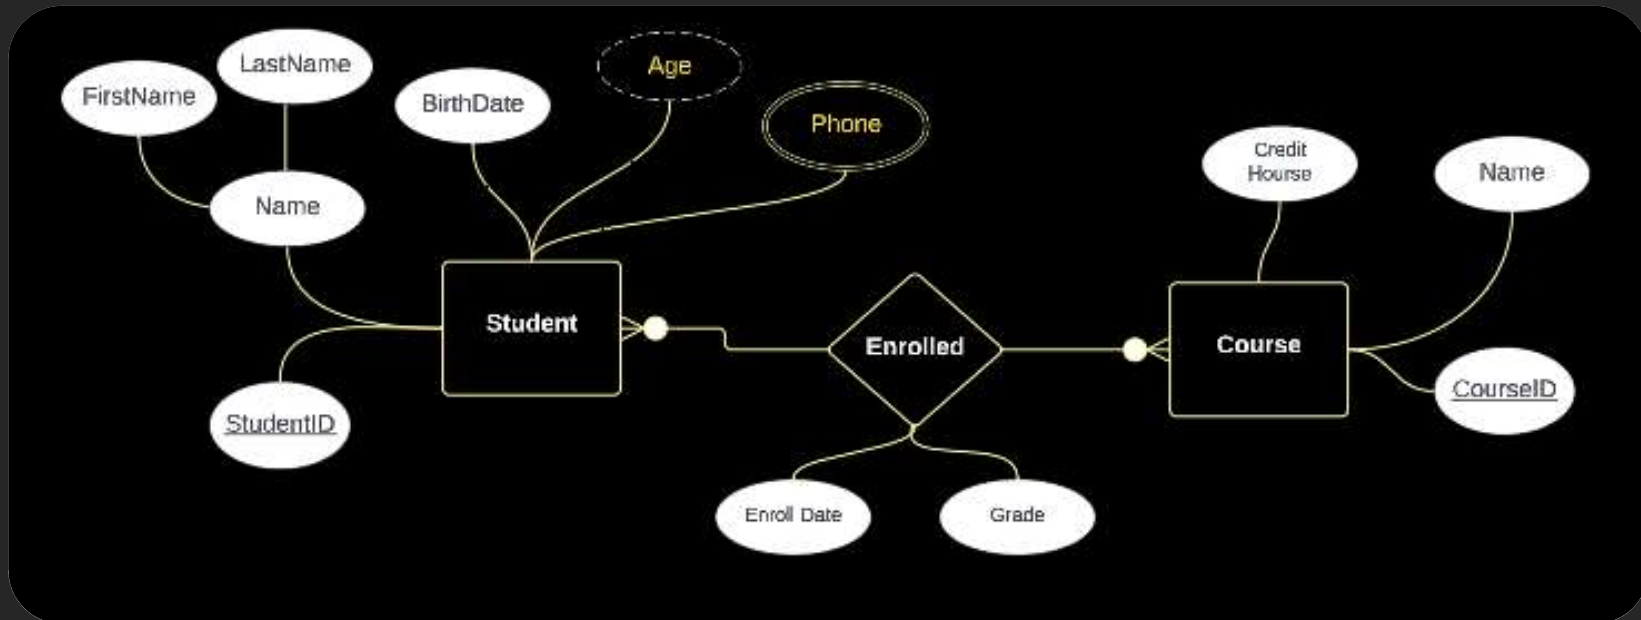 LastName
FirstName
Name
BirthDate
Age
Phone
Student
StudentID
Enrolled
Enroll Date
Grade
Credit
Hourse
Name
Course
CourseID